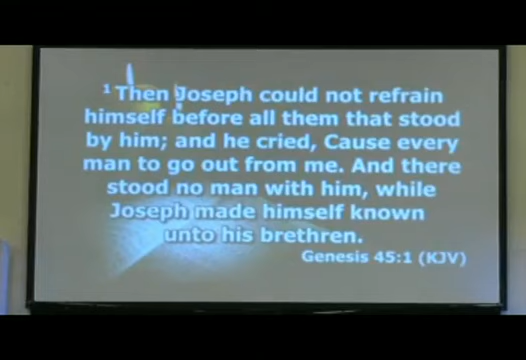 1 Then Joseph could not refrain
himself before all them that stood
by him; and he cried, Cause every
man to go out from me. And there
stood no man with him, while
Joseph made himself known
unto his brethren.
Genesis 45:1 (KJV)